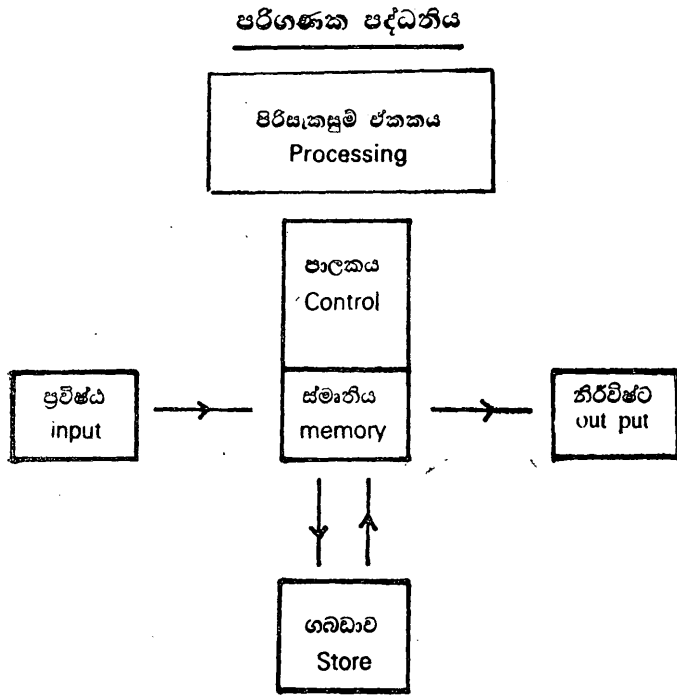 පරිගණක පද්ධතිය
පිරිසැකසුම් ඒකකය
Processing
පාලකය
Control
ප්‍රවිෂ්ඨ
input
ස්මෘතිය
memory
නිර්විෂ්ට
out put
ගබඩාව
Store